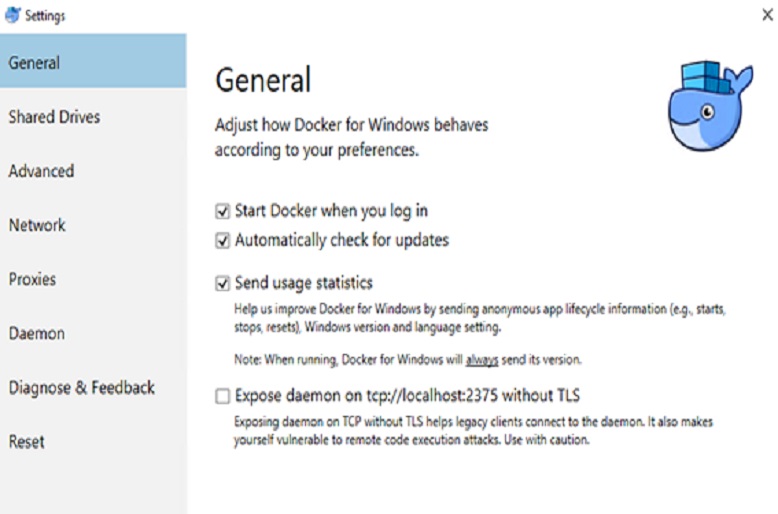 Settings
General
Shared Drives
Advanced
Network
Proxies
Daemon
Diagnose & Feedback
Reset
General
Adjust how Docker for Windows behaves
according to your preferences.
Start Docker when you log in
Automatically check for updates
Send usage statistics
Help us improve Docker for Windows by sending anonymous app lifecycle information (e.g., starts,
stops, resets), Windows version and language setting.
Note: When running, Docker for Windows will always send its version.
Expose daemon on tcp://localhost:2375 without TLS
Exposing daemon on TCP without TLS helps legacy clients connect to the daemon. It also makes
yourself vulnerable to remote code execution attacks. Use with caution.